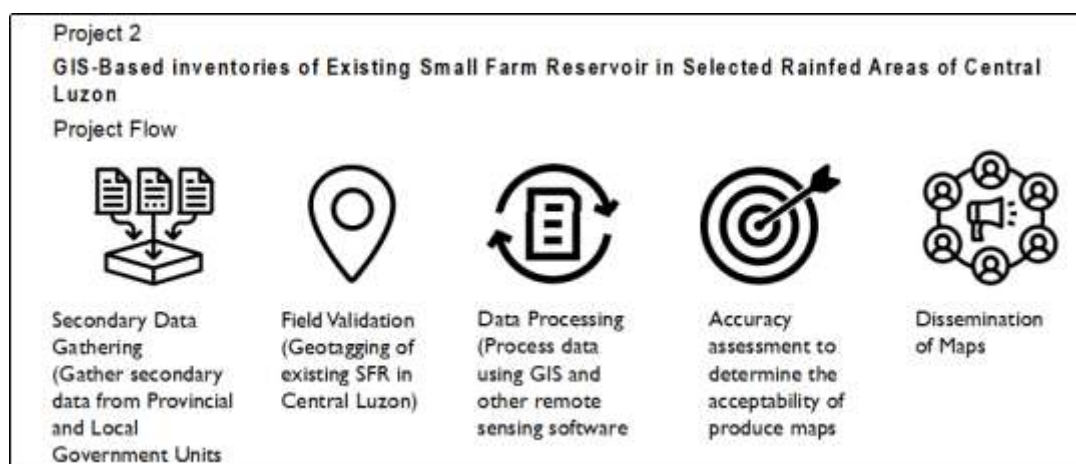 Project 2
GIS-Based inventories of Existing Small Farm Reservoir in Selected Rainfed Areas of Central
Luzon
Project Flow
Secondary Data
Gathering
(Gather secondary
data from Provincial
and Local
Government Units
Field Validation
(Geotagging of
existing SFR in
Central Luzon)
Data Processing
(Process data
using GIS and
other remote
sensing software
Accuracy
assessment to
determine the
acceptability of
produce maps
Dissemination
of Maps